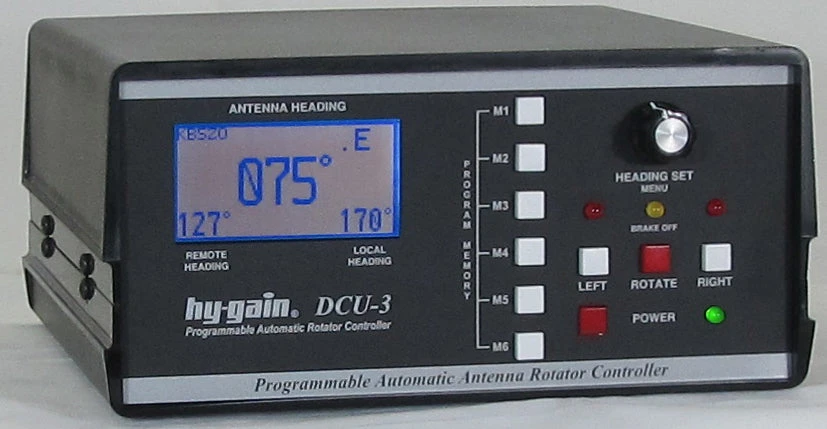 ANTENNA HEADING
.E
075°
127° 170°
REMOTE HEADING
LOCAL HEADING
hy-gain® DCU-3
Programmable Automatic Rotator Controller
PROGRAM MEMORY
M1
M2
M3
M4
M5
M6
HEADING SET
MENU
BRAKE OFF
LEFT ROTATE RIGHT
POWER
Programmable Automatic Antenna Rotator Controller